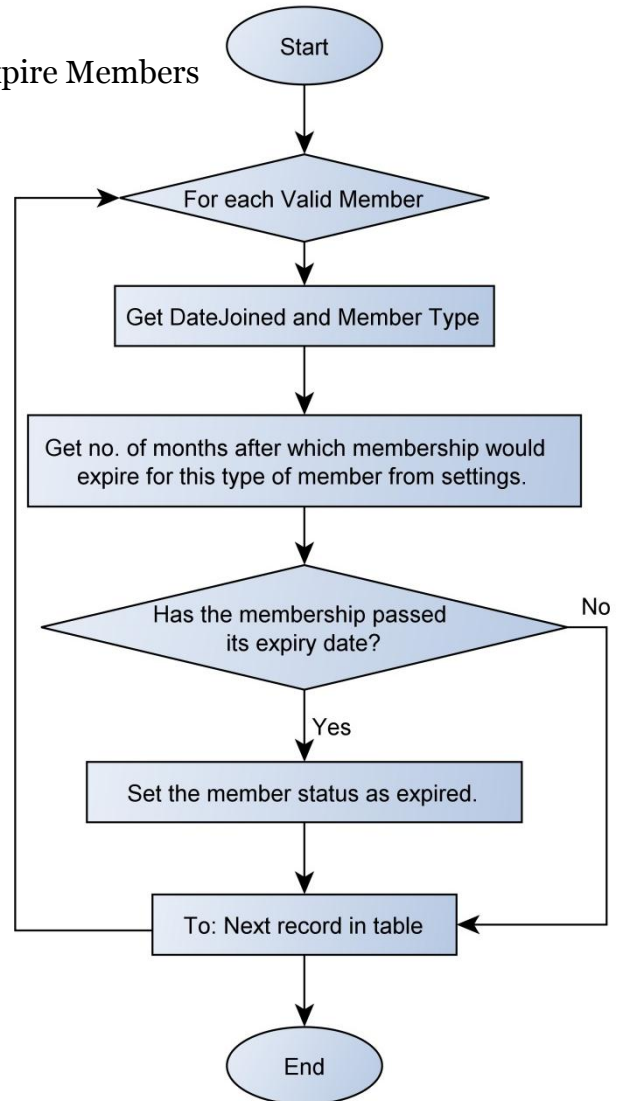 Start
pire Members
For each Valid Member
Get DateJoined and Member Type
Get no. of months after which membership would
expire for this type of member from settings.
Has the membership passed
its expiry date?
No
Yes
Set the member status as expired.
To: Next record in table
End